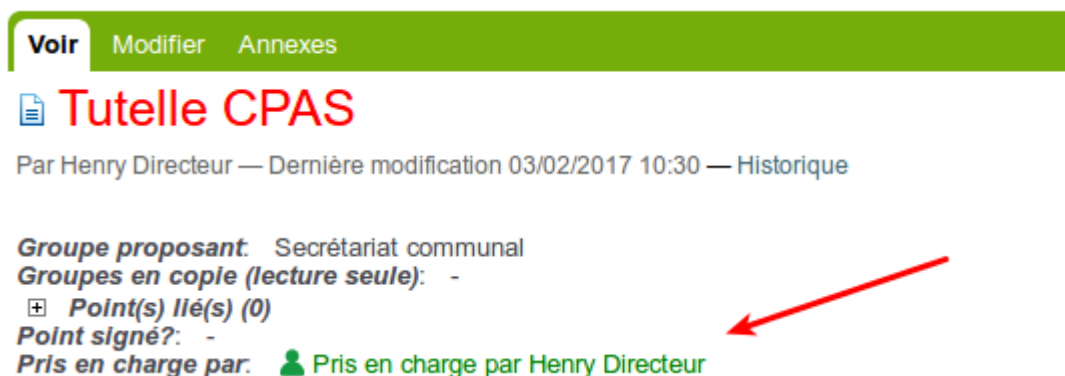 Voir Modifier Annexes
Tutelle CPAS
Par Henry Directeur — Dernière modification 03/02/2017 10:30 — Historique
Groupe proposant: Secrétariat communal
Groupes en copie (lecture seule): -
Point(s) lié(s) (0)
Point signé?: -
Pris en charge par: Pris en charge par Henry Directeur